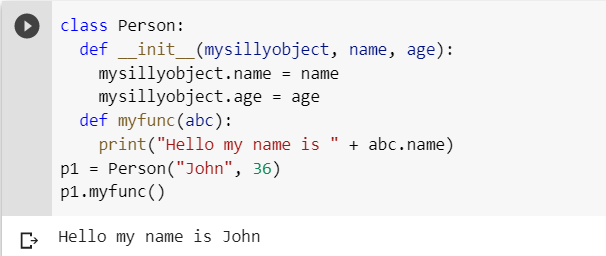 class Person:
  def __init__(mysillyobject, name, age):
    mysillyobject.name = name
    mysillyobject.age = age
  def myfunc(abc):
    print("Hello my name is " + abc.name)
p1 = Person("John", 36)
p1.myfunc()
Hello my name is John